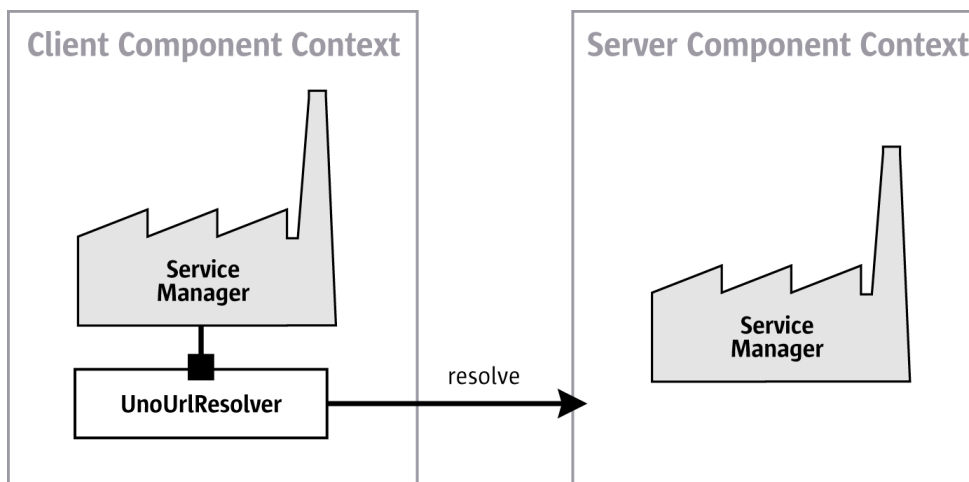 Client Component Context
Server Component Context
Service
Manager
Service
Manager
resolve
UnoUrlResolver